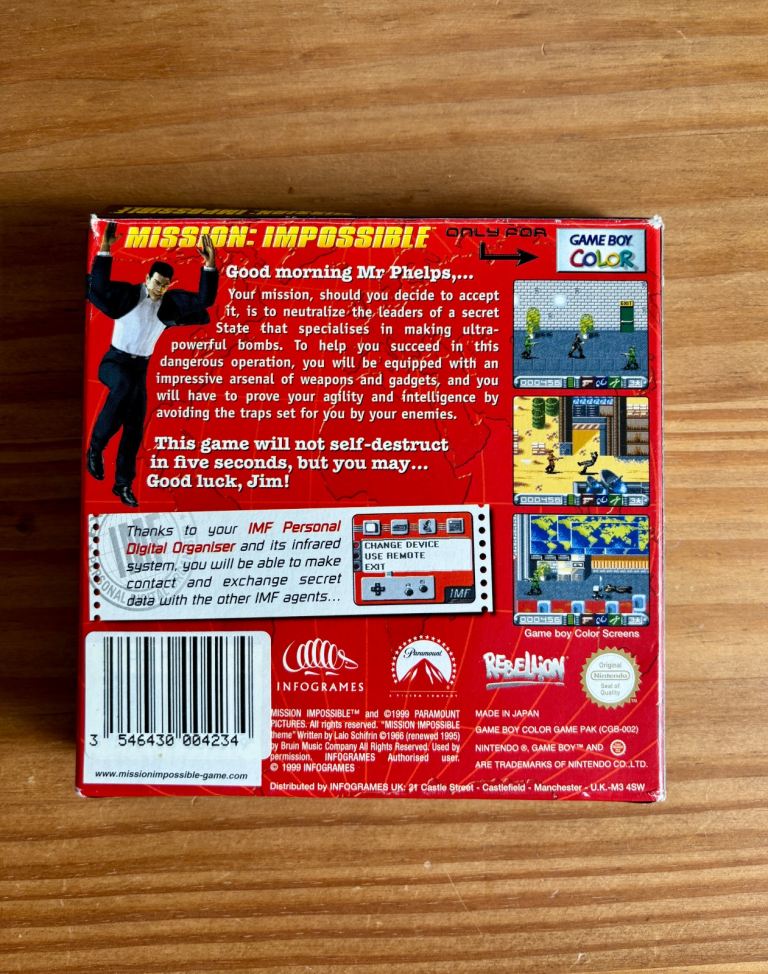 MISSION: IMPOSSIBLE
ONLY FOR
GAME BOY
COLOR
Good morning Mr Phelps,...
Your mission, should you decide to accept
it, is to neutralize the leaders of a secret
State that specialises in making ultra-
powerful bombs. To help you succeed in this
dangerous operation, you will be equipped with an
impressive arsenal of weapons and gadgets, and you
will have to prove your agility and intelligence by
avoiding the traps set for you by your enemies.
This game will not self-destruct
in five seconds, but you may...
Good luck, Jim!
EXIT
000456
000456
000456
Game boy Color Screens
Thanks to your IMF Personal
Digital Organiser and its infrared
system, you will be able to make
contact and exchange secret
data with the other IMF agents...
CHANGE DEVICE
USE REMOTE
EXIT
IMF
3 546430 004234
www.missionimpossible-game.com
INFOGRAMES
Paramount
REBELLION
Original
Nintendo
Seal of
Quality
MISSION IMPOSSIBLE™ and ©1999 PARAMOUNT
PICTURES. All rights reserved. "MISSION IMPOSSIBLE
theme" Written by Lalo Schifrin ©1966 (renewed 1995)
by Bruin Music Company All Rights Reserved. Used by
permission. INFOGRAMES Authorised user.
© 1999 INFOGRAMES
MADE IN JAPAN
GAME BOY COLOR GAME PAK (CGB-002)
NINTENDO ®, GAME BOY™ AND
ARE TRADEMARKS OF NINTENDO CO.LTD.
Distributed by INFOGRAMES UK: 21 Castle Street - Castlefield - Manchester - U.K.-M3 4SW